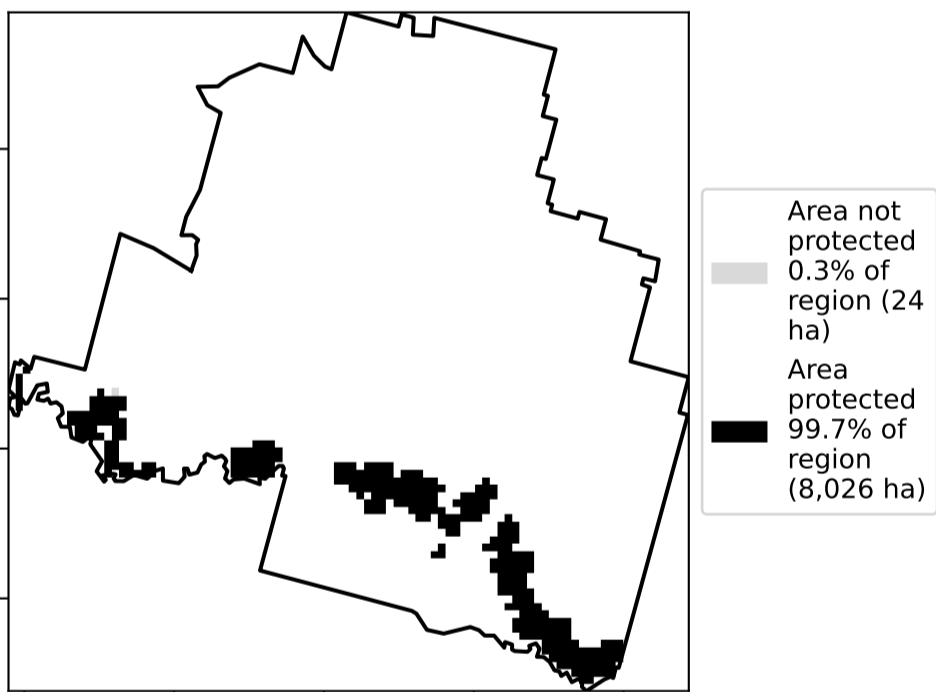 Area not
protected
0.3% of
region (24
ha)
Area
protected
99.7% of
region
(8,026 ha)